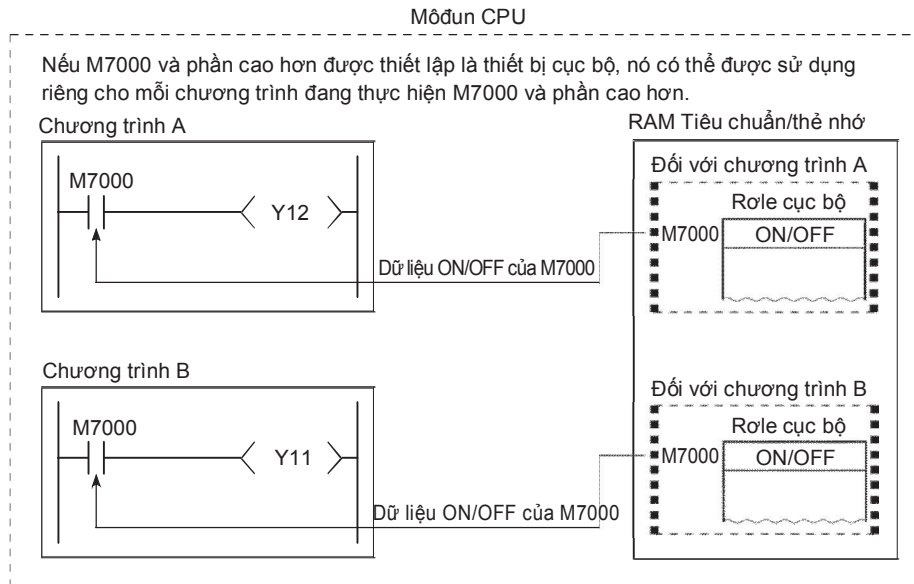 Môđun CPU
Nếu M7000 và phần cao hơn được thiết lập là thiết bị cục bộ, nó có thể được sử dụng
riêng cho mỗi chương trình đang thực hiện M7000 và phần cao hơn.
Chương trình A
RAM Tiêu chuẩn/thẻ nhớ
M7000
Y12
Dữ liệu ON/OFF của M7000
Đối với chương trình A
Rơle cục bộ
M7000
ON/OFF
Chương trình B
M7000
Y11
Dữ liệu ON/OFF của M7000
Đối với chương trình B
Rơle cục bộ
M7000
ON/OFF